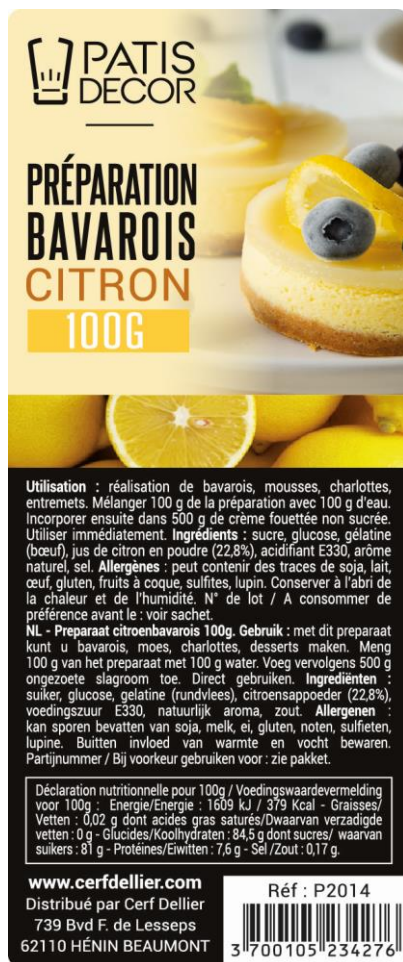 PATIS
DECOR
PRÉPARATION
BAVAROIS
CITRON
100G
Utilisation : réalisation de bavarois, mousses, charlottes,
entremets. Mélanger 100 g de la préparation avec 100 g d'eau.
Incorporer ensuite dans 500 g de crème fouettée non sucrée.
Utiliser immédiatement. Ingrédients : sucre, glucose, gélatine
(bœuf), jus de citron en poudre (22,8%), acidifiant E330, arôme
naturel, sel. Allergènes : peut contenir des traces de soja, lait,
œuf, gluten, fruits à coque, sulfites, lupin. Conserver à l'abri de
la chaleur et de l'humidité. N° de lot / A consommer de
préférence avant le : voir sachet.
NL - Preparaat citroenbavarois 100g. Gebruik : met dit preparaat
kunt u bavarois, moes, charlottes, desserts maken. Meng
100 g van het preparaat met 100 g water. Voeg vervolgens 500 g
ongezoete slagroom toe. Direct gebruiken. Ingrediënten :
suiker, glucose, gelatine (rundvlees), citroensappoeder (22,8%),
voedingszuur E330, natuurlijk aroma, zout. Allergenen :
kan sporen bevatten van soja, melk, ei, gluten, noten, sulfieten,
lupine. Buitten invloed van warmte en vocht bewaren.
Partijnummer / Bij voorkeur gebruiken voor : zie pakket.
Déclaration nutritionnelle pour 100g / Voedingswaardevermelding
voor 100g : Energie/Energie : 1609 kJ / 379 Kcal - Graisses/
Vetten : 0,02 g dont acides gras saturés/Dwaarvan verzadigde
vetten : 0 g - Glucides/Koolhydraten : 84,5 g dont sucres/ waarvan
suikers : 81 g - Protéines/Eiwitten : 7,6 g - Sel /Zout : 0,17 g.
www.cerfdellier.com
Distribué par Cerf Dellier
739 Bvd F. de Lesseps
62110 HÉNIN BEAUMONT
Réf : P2014
3 700105 234276